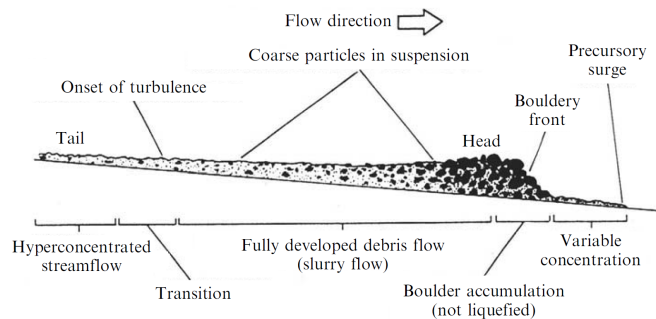 Flow direction
Coarse particles in suspension
Precursory
surge
Onset of turbulence
Bouldery
front
Tail
Head
Hyperconcentrated
streamflow
Fully developed debris flow
(slurry flow)
Variable
concentration
Transition
Boulder accumulation
(not liquefied)